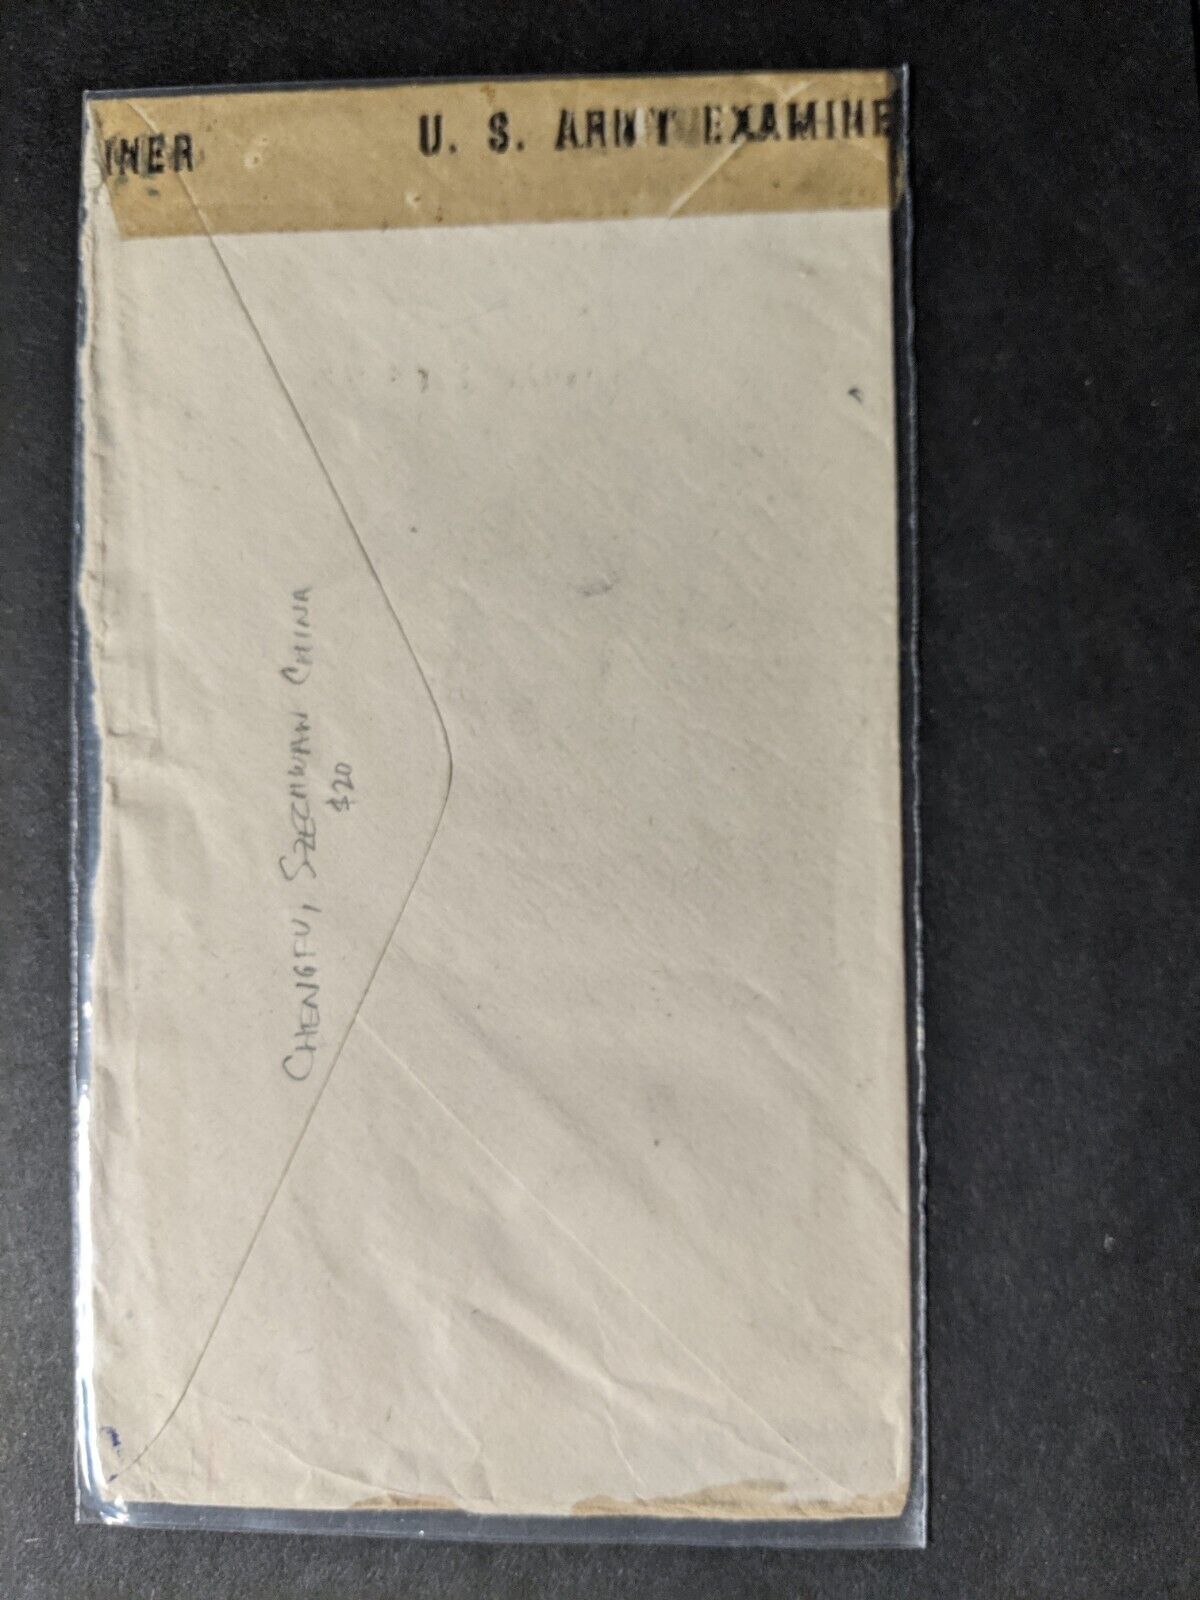 INER U. S. ARMY EXAMINE
CHENGTU, SZECHWAN CHINA
$20